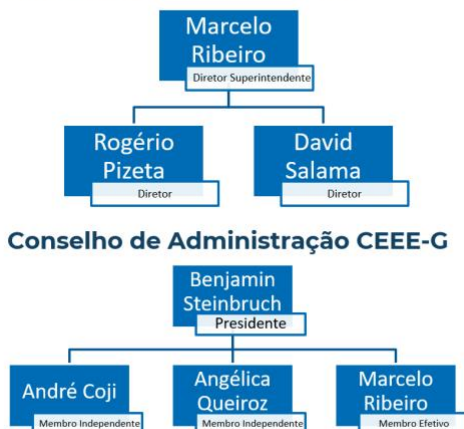 Marcelo
Ribeiro
Diretor Superintendente
Rogério
Pizeta
Diretor
David
Salama
Diretor
Conselho de Administração CEEE-G
Benjamin
Steinbruch
Presidente
André Coji
Membro Independente
Angélica
Queiroz
Membro Independente
Marcelo
Ribeiro
Membro Efetivo